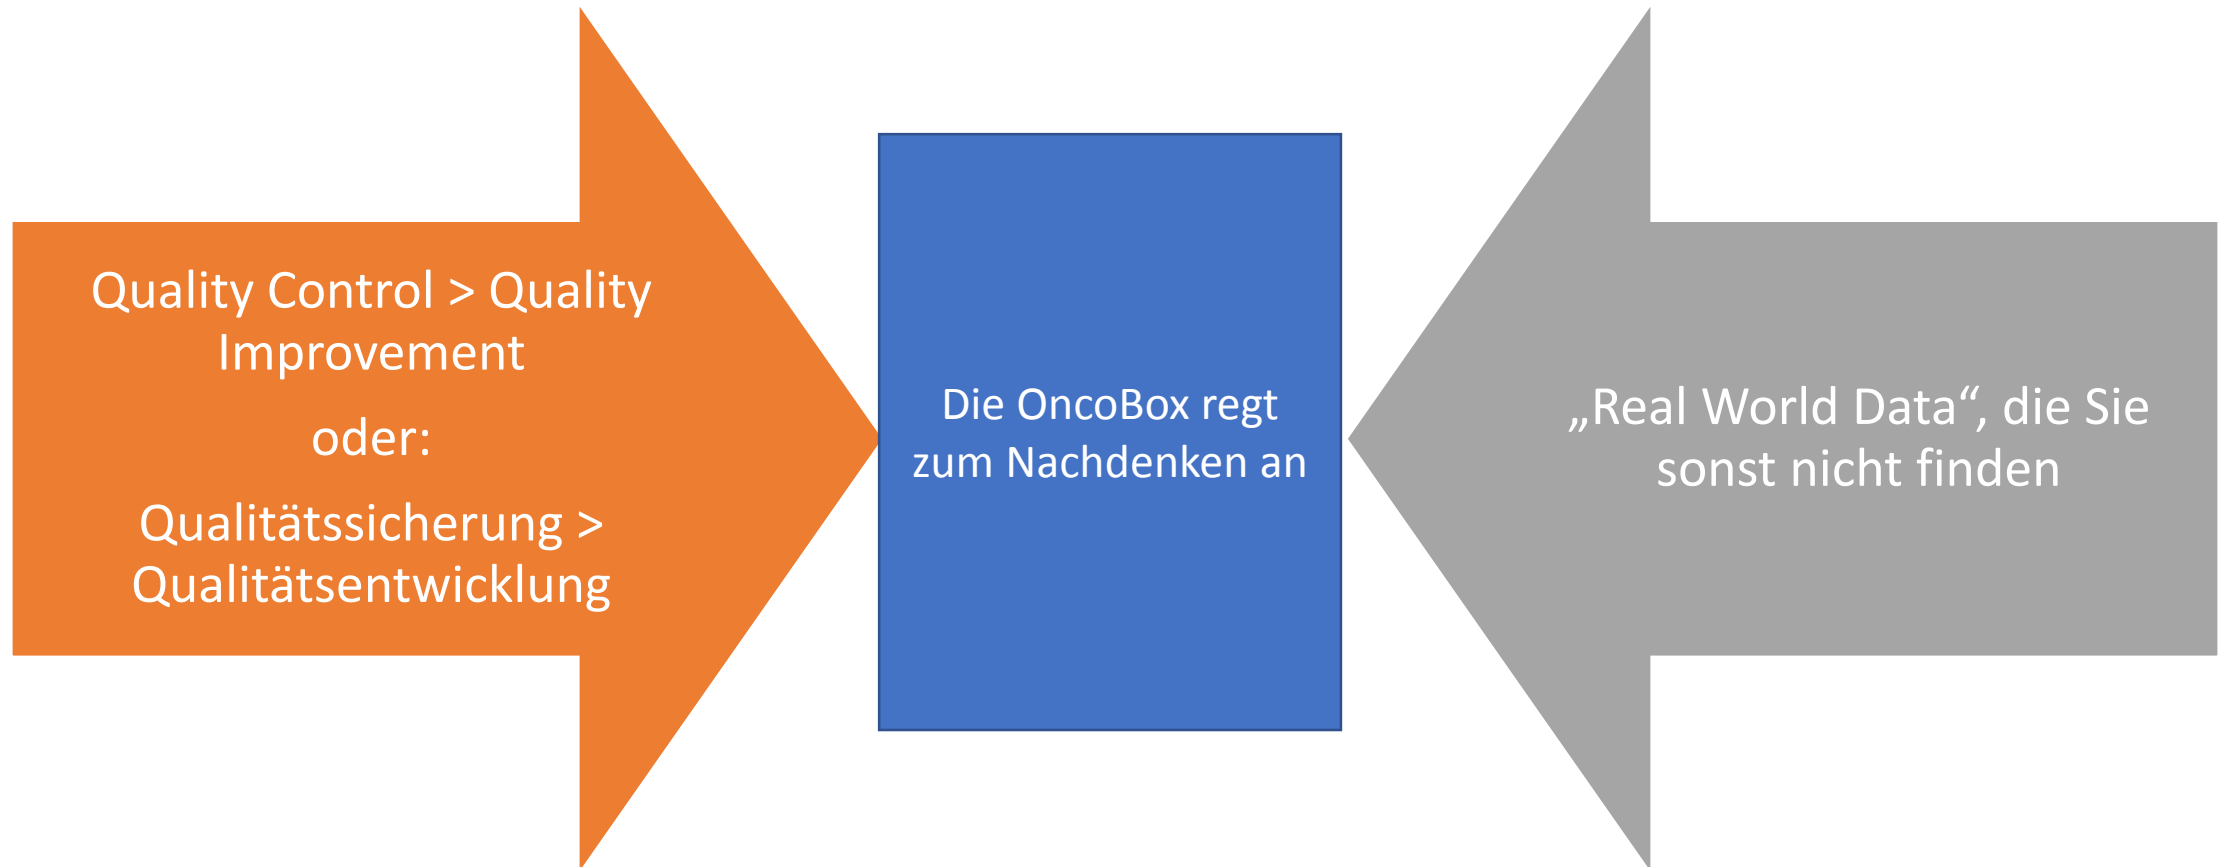 Quality Control > Quality
Improvement
oder:
Qualitätssicherung >
Qualitätsentwicklung
Die OncoBox regt
zum Nachdenken an
„Real World Data“, die Sie
sonst nicht finden